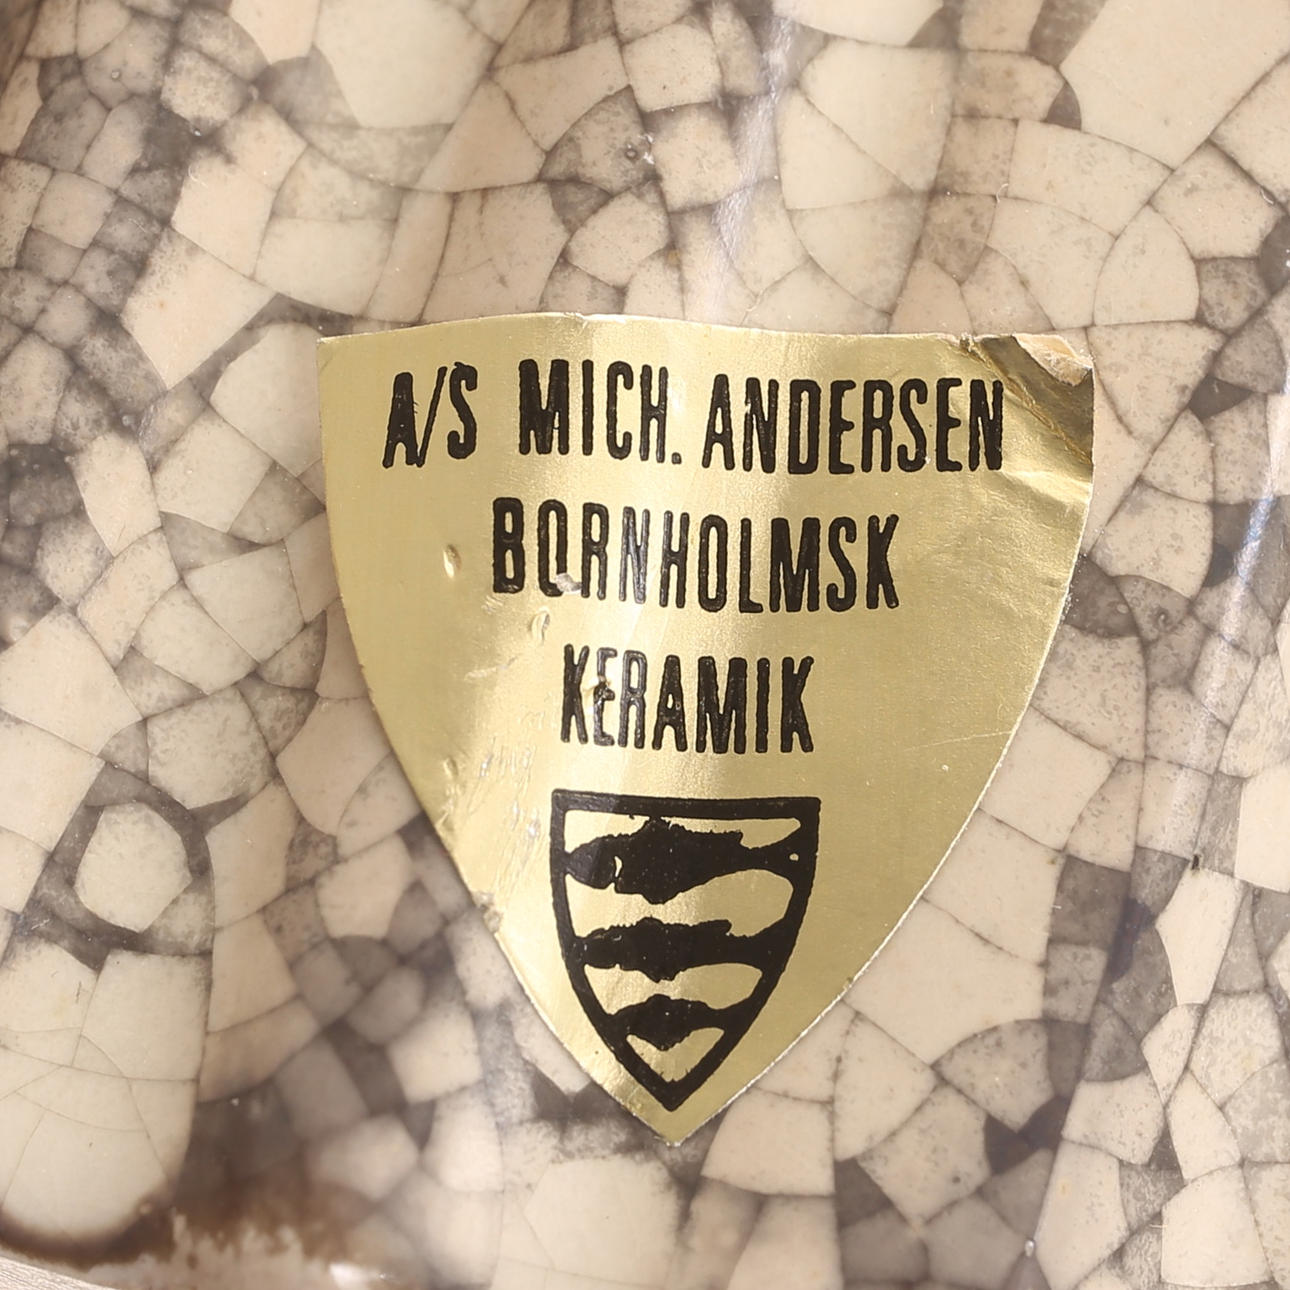 A/S MICH. ANDERSEN
BORNHOLMSK
KERAMIK